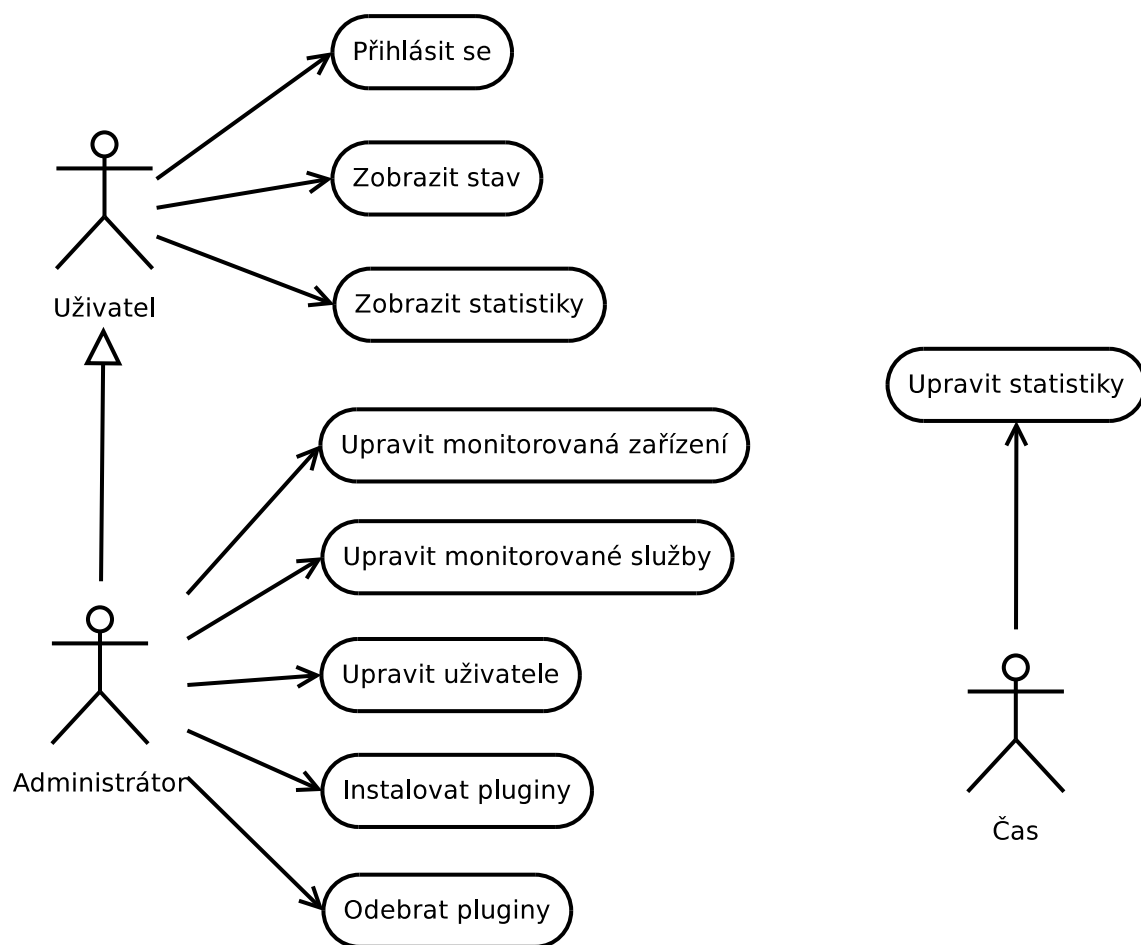 Přihlásit se
Zobrazit stav
Zobrazit statistiky
Uživatel
Upravit monitorovaná zařízení
Upravit monitorované služby
Upravit uživatele
Instalovat pluginy
Administrátor
Odebrat pluginy
Upravit statistiky
Čas